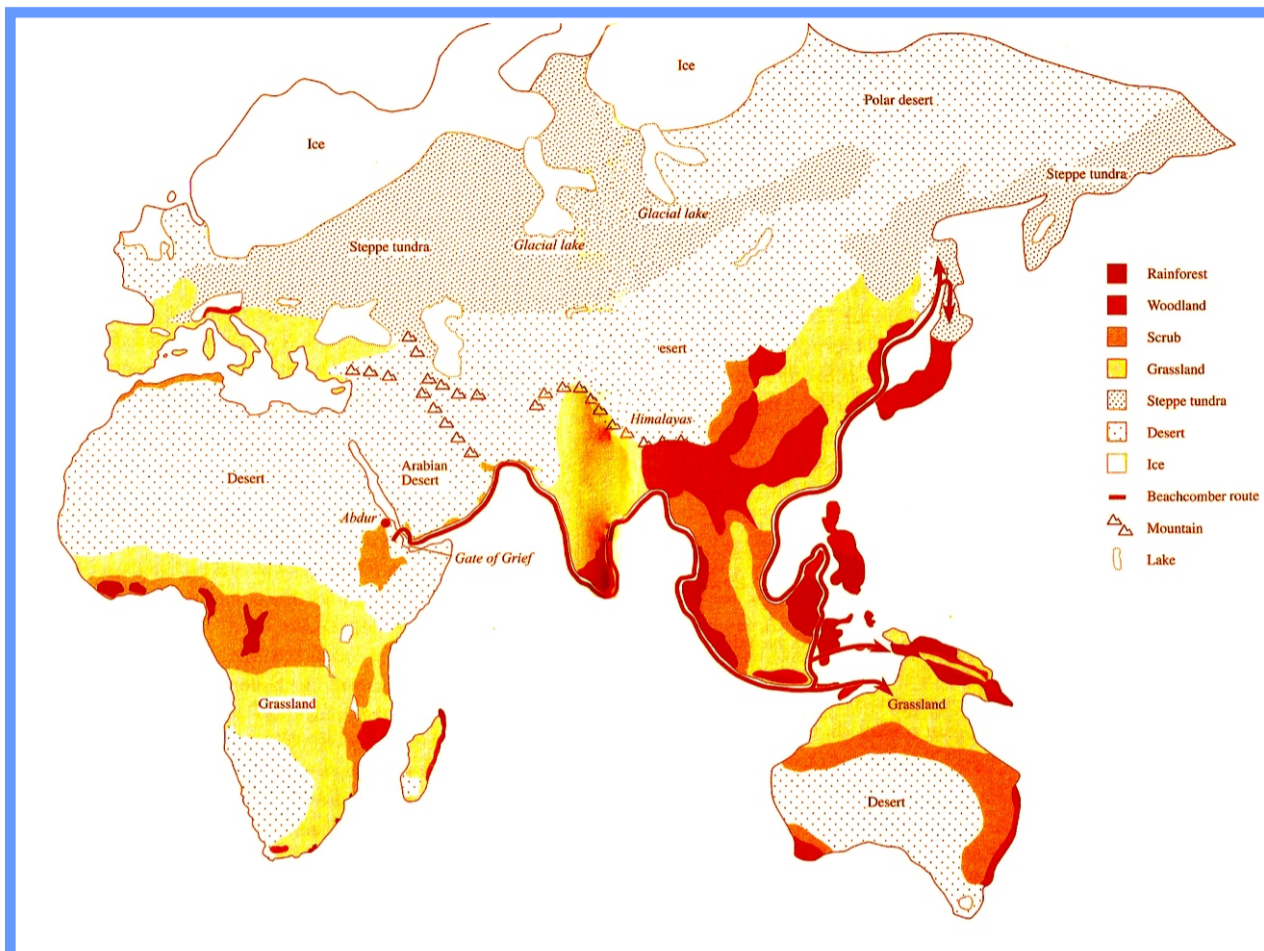 Ice
Polar desert
Ice
Steppe tundra
Glacial lake
Glacial lake
Steppe tundra
esert
Himalayas
Arabian
Desert
Desert
Abdur
Gate of Grief
Grassland
Grassland
Desert
Rainforest
Woodland
Scrub
Grassland
Steppe tundra
Desert
Ice
Beachcomber route
Mountain
Lake